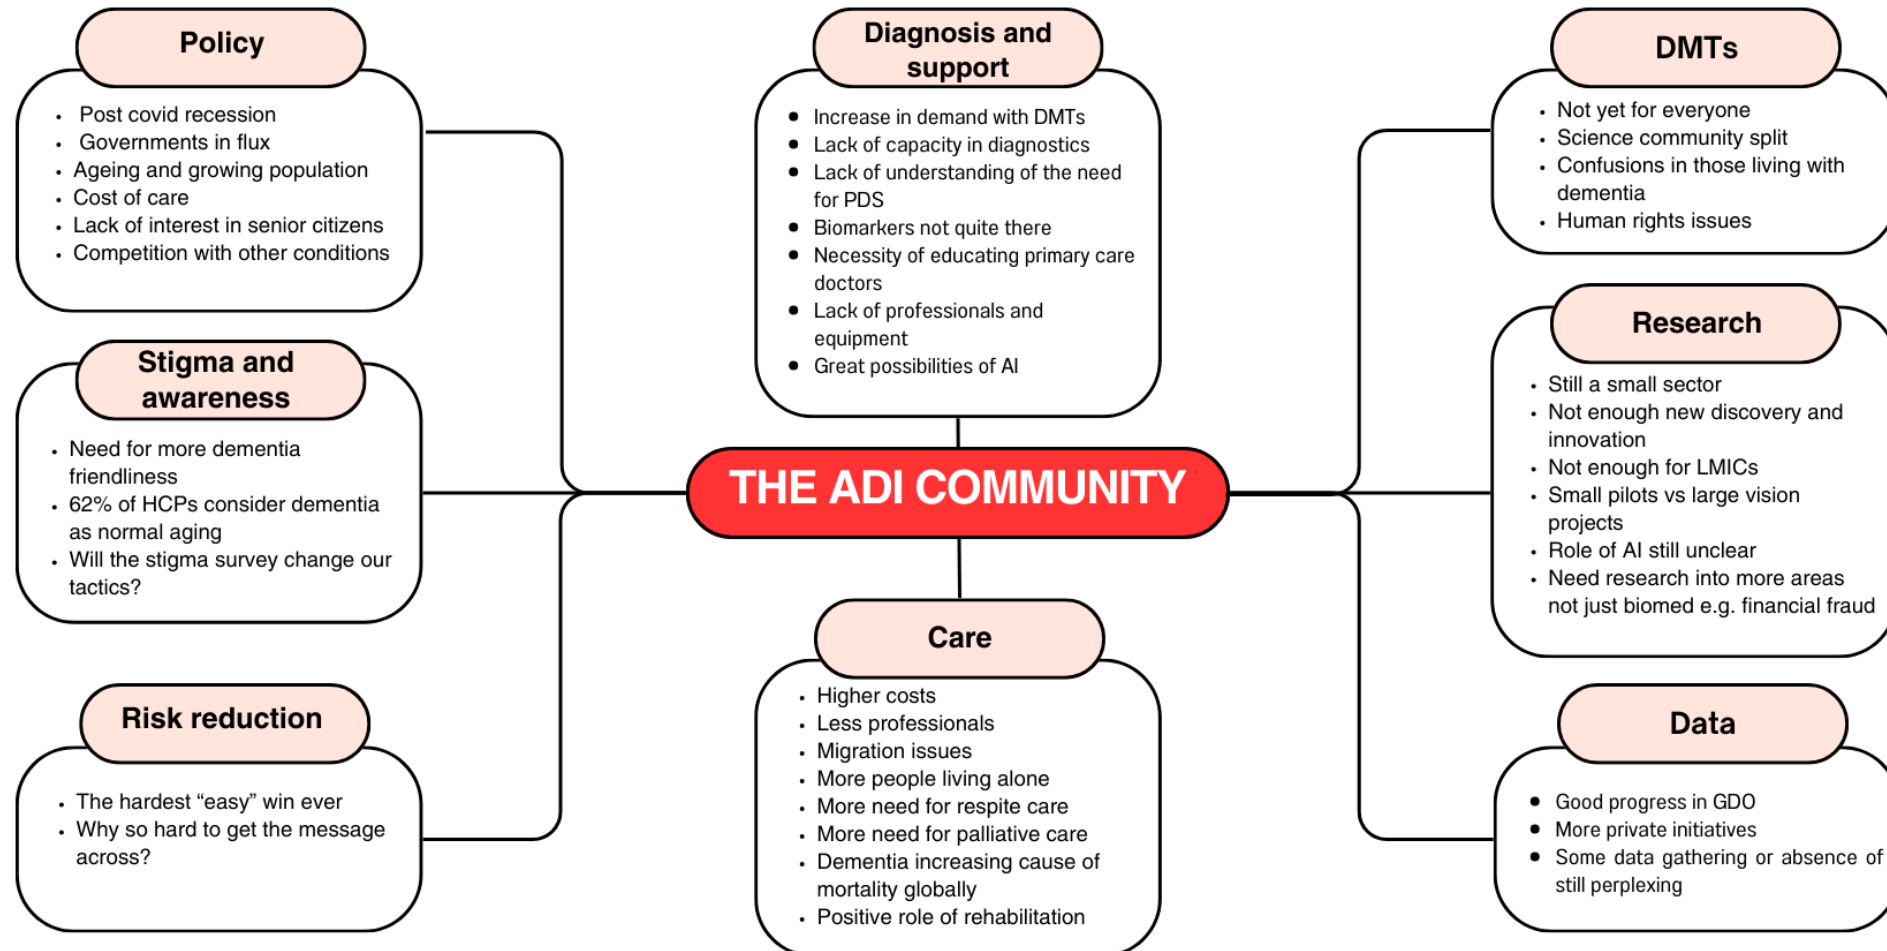 Policy
• Post covid recession
• Governments in flux
• Ageing and growing population
• Cost of care
• Lack of interest in senior citizens
• Competition with other conditions
Stigma and
awareness
• Need for more dementia
friendliness
• 62% of HCPs consider dementia
as normal aging
• Will the stigma survey change our
tactics?
Risk reduction
• The hardest “easy” win ever
• Why so hard to get the message
across?
Diagnosis and
support
• Increase in demand with DMTs
• Lack of capacity in diagnostics
• Lack of understanding of the need
for PDS
• Biomarkers not quite there
• Necessity of educating primary care
doctors
• Lack of professionals and
equipment
• Great possibilities of AI
THE ADI COMMUNITY
Care
• Higher costs
• Less professionals
• Migration issues
• More people living alone
• More need for respite care
• More need for palliative care
• Dementia increasing cause of
mortality globally
• Positive role of rehabilitation
DMTs
• Not yet for everyone
• Science community split
• Confusions in those living with
dementia
• Human rights issues
Research
• Still a small sector
• Not enough new discovery and
innovation
• Not enough for LMICs
• Small pilots vs large vision
projects
• Role of AI still unclear
• Need research into more areas
not just biomed e.g. financial fraud
Data
• Good progress in GDO
• More private initiatives
• Some data gathering or absence of
still perplexing